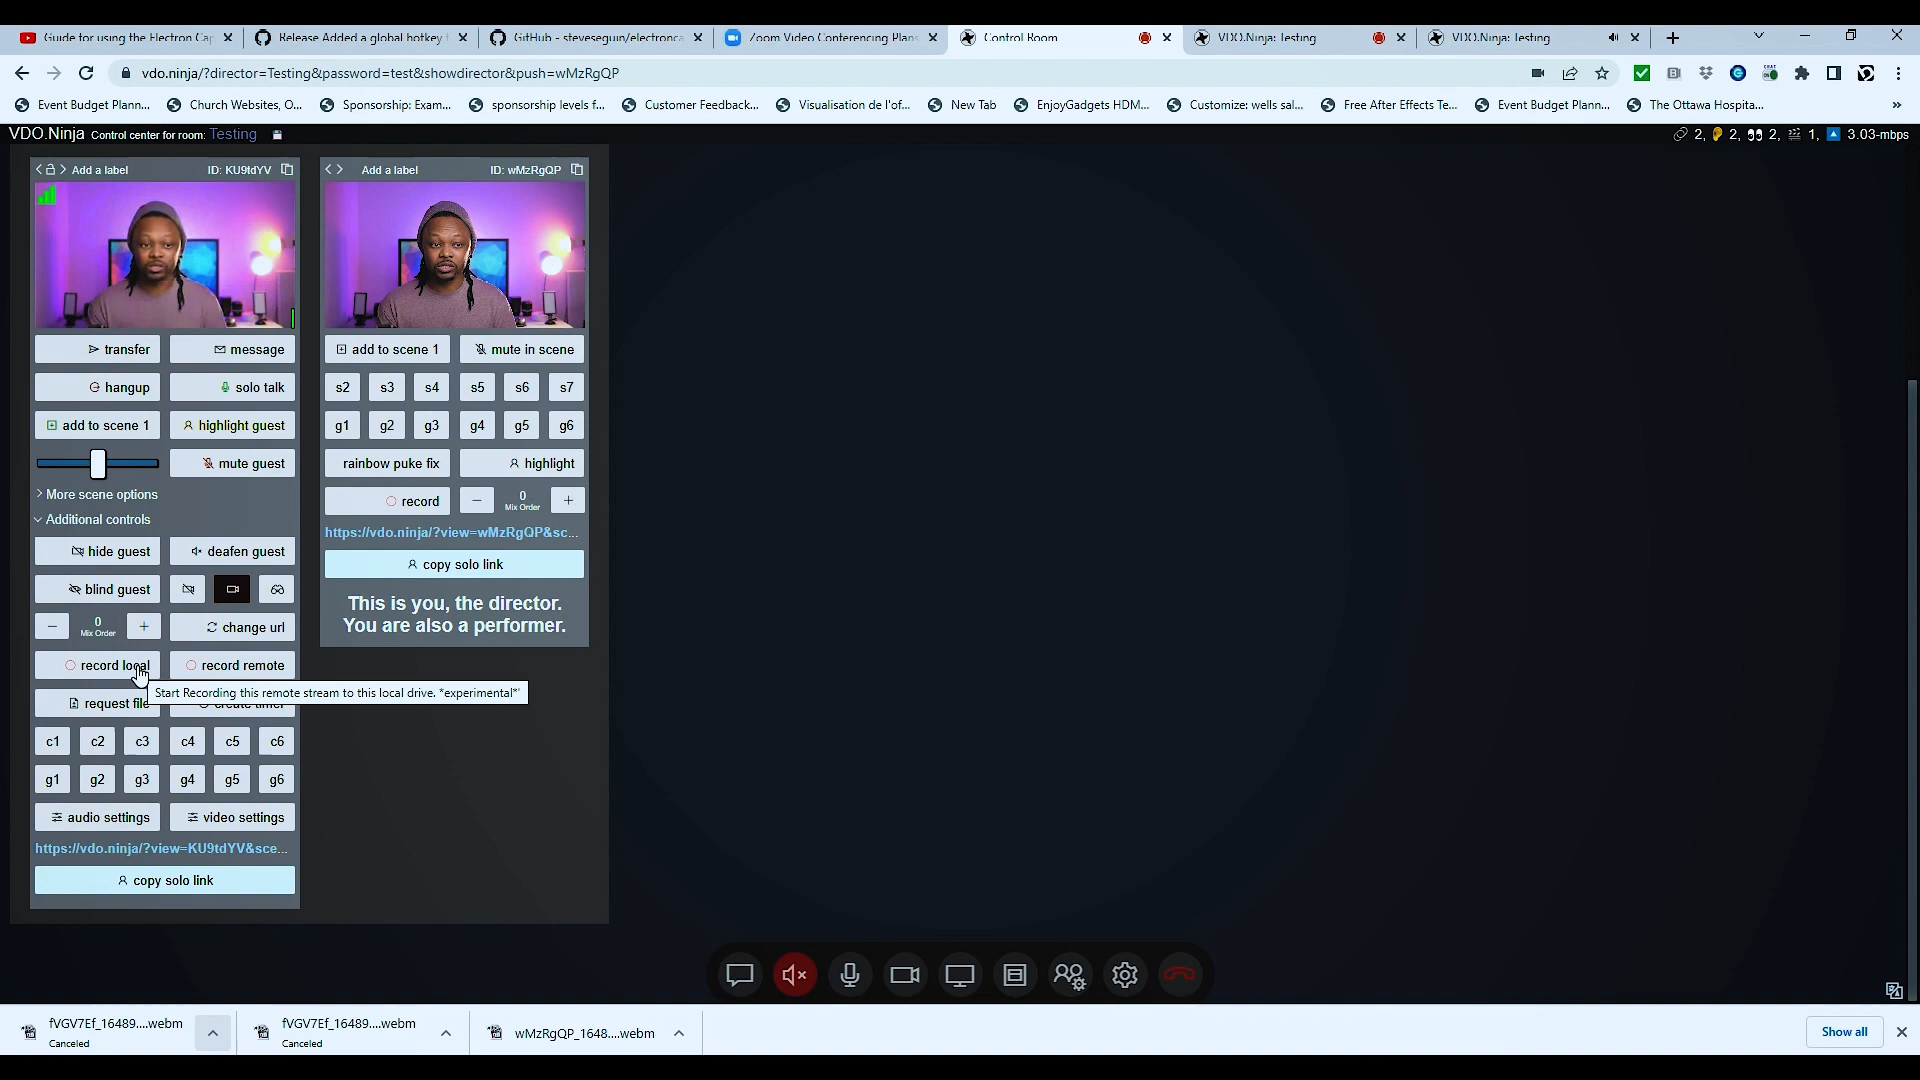 Guide for using the Electron Cap
Release Added a global hotkey
GitHub - steveseguin/electronca
Zoom Video Conferencing Plans
Control Room
VDO.Ninja: Testing
VDO.Ninja: Testing
vdo.ninja/?director=Testing&password=test&showdirector&push=wMzRgQP
Event Budget Plann...
Church Websites, O...
Sponsorship: Exam...
sponsorship levels f...
Customer Feedback...
Visualisation de l'of...
New Tab
EnjoyGadgets HDM...
Customize: wells sal...
Free After Effects Te...
Event Budget Plann...
The Ottawa Hospita...
»
VDO.Ninja Control center for room: Testing
2, 2, 2, 1, 3.03-mbps
Add a label ID: KU9tdYV
transfer
message
hangup
solo talk
add to scene 1
highlight guest
mute guest
More scene options
Additional controls
hide guest
deafen guest
blind guest
− 0 +
Mix Order
change url
record local
record remote
Start Recording this remote stream to this local drive. *experimental*'
request file
create timer
c1 c2 c3 c4 c5 c6
g1 g2 g3 g4 g5 g6
audio settings
video settings
https://vdo.ninja/?view=KU9tdYV&sce...
copy solo link
Add a label ID: wMzRgQP
add to scene 1
mute in scene
s2 s3 s4 s5 s6 s7
g1 g2 g3 g4 g5 g6
rainbow puke fix
highlight
record
− 0 +
Mix Order
https://vdo.ninja/?view=wMzRgQP&sc...
copy solo link
This is you, the director.
You are also a performer.
fVGV7Ef_16489....webm
Canceled
fVGV7Ef_16489....webm
Canceled
wMzRgQP_1648....webm
Show all